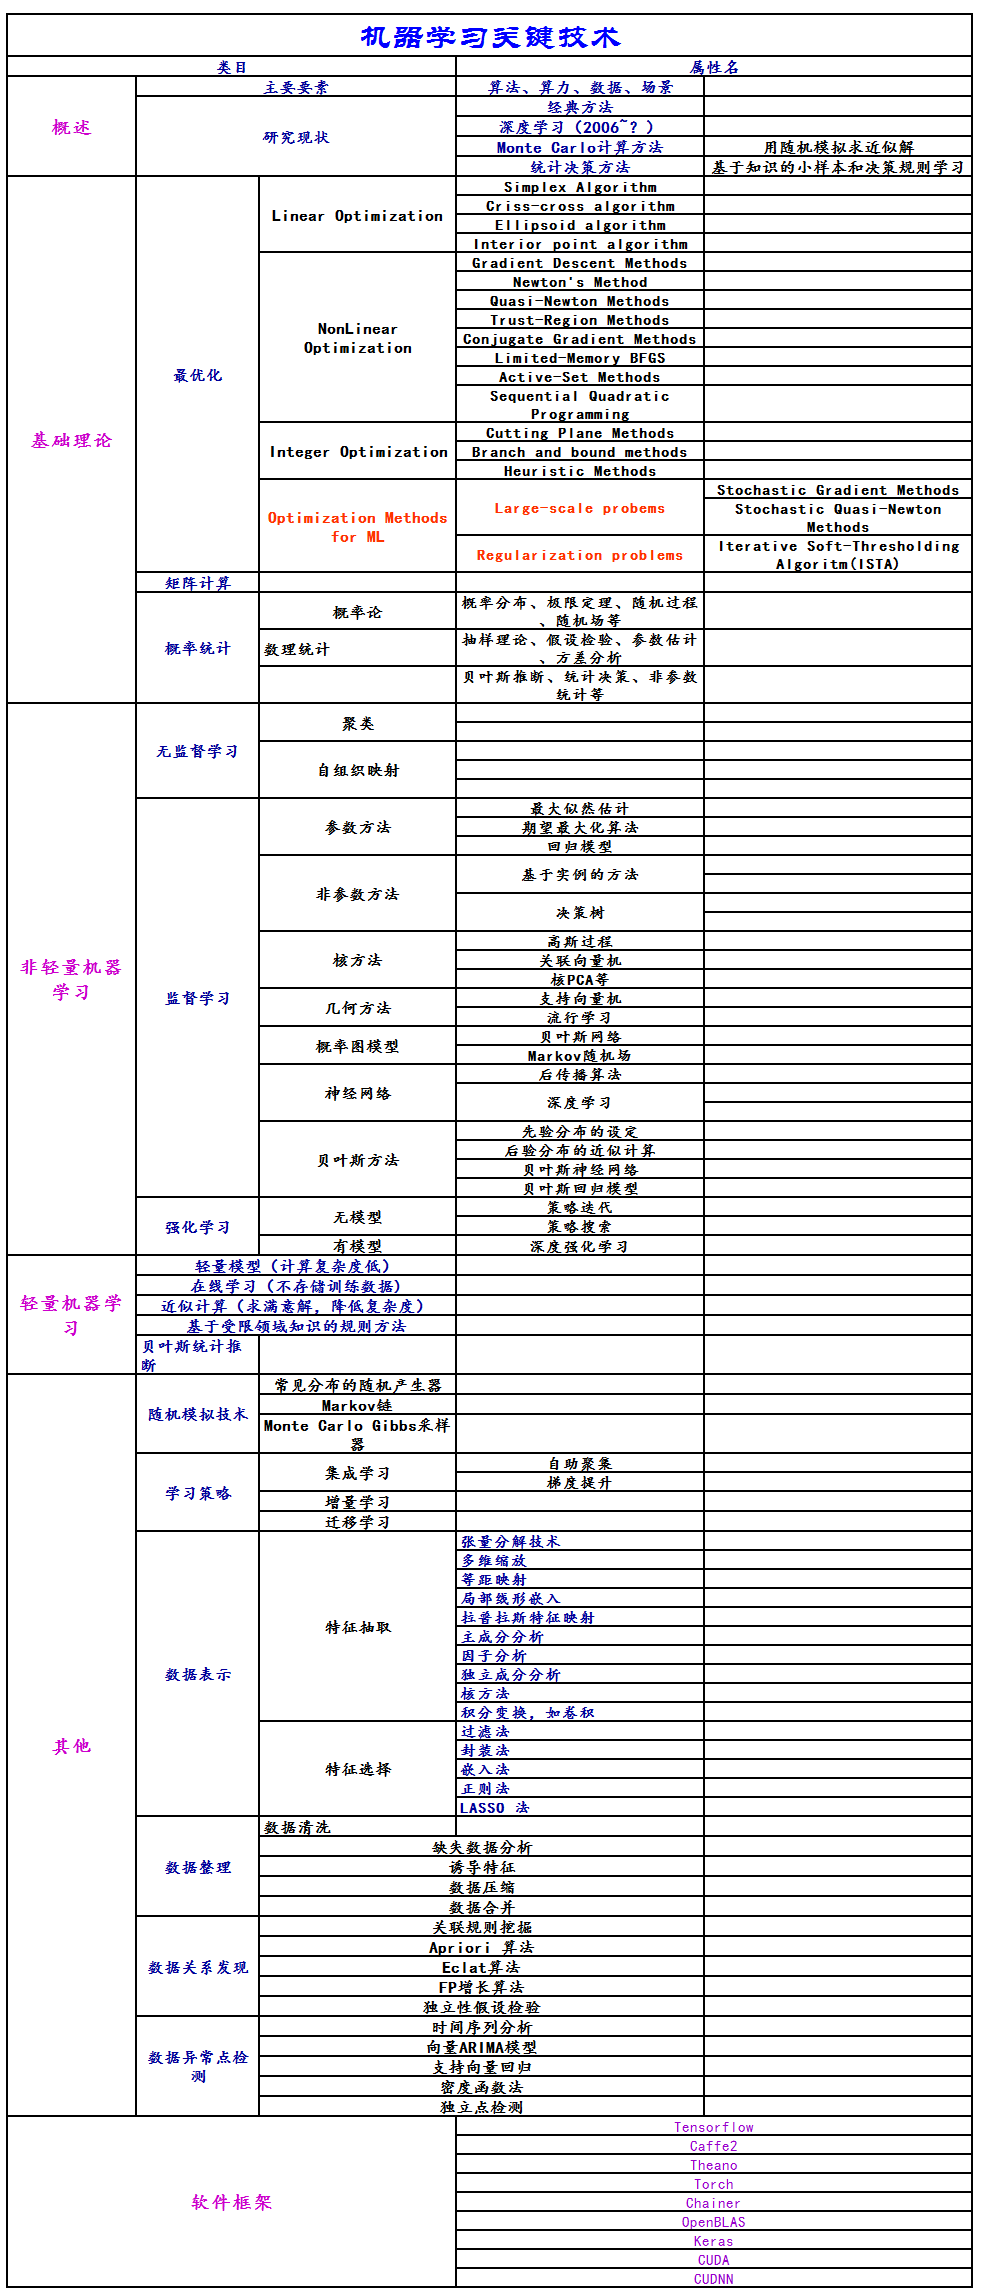 机器学习关键技术
类目
属性名
概述
主要要素
算法、算力、数据、场景
研究现状
经典方法
深度学习（2006~？）
Monte Carlo计算方法
用随机模拟求近似解
统计决策方法
基于知识的小样本和决策规则学习
基础理论
最优化
Linear Optimization
Simplex Algorithm
Criss-cross algorithm
Ellipsoid algorithm
Interior point algorithm
NonLinear
Optimization
Gradient Descent Methods
Newton's Method
Quasi-Newton Methods
Trust-Region Methods
Conjugate Gradient Methods
Limited-Memory BFGS
Active-Set Methods
Sequential Quadratic
Programming
Integer Optimization
Cutting Plane Methods
Branch and bound methods
Heuristic Methods
Optimization Methods
for ML
Large-scale probems
Stochastic Gradient Methods
Stochastic Quasi-Newton
Methods
Regularization problems
Iterative Soft-Thresholding
Algoritm(ISTA)
矩阵计算
概率统计
概率论
概率分布、极限定理、随机过程
、随机场等
数理统计
抽样理论、假设检验、参数估计
、方差分析
贝叶斯推断、统计决策、非参数
统计等
非轻量机器
学习
无监督学习
聚类
自组织映射
监督学习
参数方法
最大似然估计
期望最大化算法
回归模型
非参数方法
基于实例的方法
决策树
核方法
高斯过程
关联向量机
核PCA等
几何方法
支持向量机
流行学习
概率图模型
贝叶斯网络
Markov随机场
神经网络
后传播算法
深度学习
贝叶斯方法
先验分布的设定
后验分布的近似计算
贝叶斯神经网络
贝叶斯回归模型
强化学习
无模型
策略迭代
策略搜索
有模型
深度强化学习
轻量机器学
习
轻量模型（计算复杂度低）
在线学习（不存储训练数据）
近似计算（求满意解，降低复杂度）
基于受限领域知识的规则方法
贝叶斯统计推
断
其他
随机模拟技术
常见分布的随机产生器
Markov链
Monte Carlo Gibbs采样
器
学习策略
集成学习
自助聚集
梯度提升
增量学习
迁移学习
数据表示
特征抽取
张量分解技术
多维缩放
等距映射
局部线形嵌入
拉普拉斯特征映射
主成分分析
因子分析
独立成分分析
核方法
积分变换，如卷积
特征选择
过滤法
封装法
嵌入法
正则法
LASSO 法
数据整理
数据清洗
缺失数据分析
诱导特征
数据压缩
数据合并
数据关系发现
关联规则挖掘
Apriori 算法
Eclat算法
FP增长算法
独立性假设检验
数据异常点检
测
时间序列分析
向量ARIMA模型
支持向量回归
密度函数法
独立点检测
软件框架
Tensorflow
Caffe2
Theano
Torch
Chainer
OpenBLAS
Keras
CUDA
CUDNN